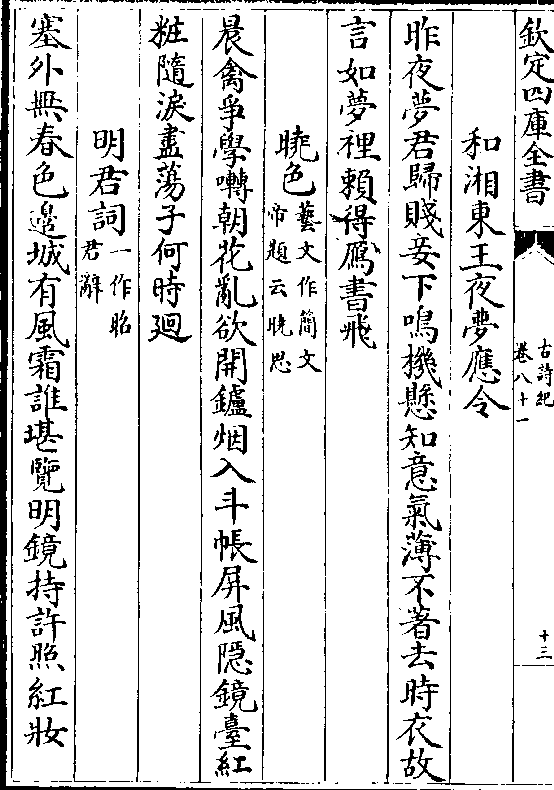 欽定四庫全書
古詩紀
卷八十一
十三
和湘東王夜夢應令
昨夜夢君歸賤妾下鳴機懸知意氣薄不著去時衣故
言如夢裡賴得鴈書飛
曉色藝文作簡文
帝題云曉思
晨禽爭學囀朝花亂欲開鑪烟入斗帳屏風隱鏡臺紅
粧隨淚盡蕩子何時廻
明君詞一作昭
君辭
塞外無春色邊城有風霜誰堪覽明鏡持許照紅妝